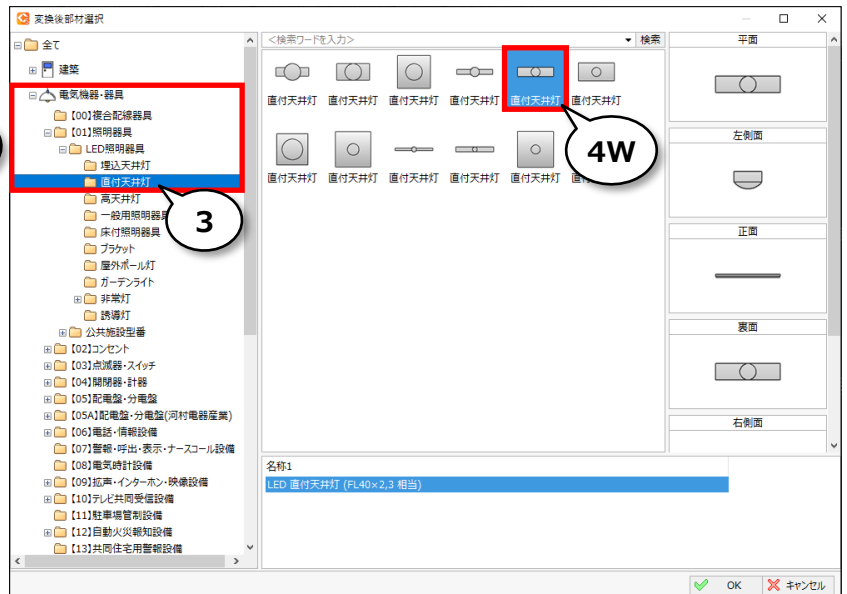 変換後部材選択
全て
建築
電気機器・器具
【00】複合配線器具
【01】照明器具
LED照明器具
埋込天井灯
直付天井灯
高天井灯
一般用照明器具
床付照明器具
ブラケット
屋外ポール灯
ガーデンライト
非常灯
誘導灯
公共施設型番
【02】コンセント
【03】点滅器・スイッチ
【04】開閉器・計器
【05】配電盤・分電盤
【05A】配電盤・分電盤(河村電器産業)
【06】電話・情報設備
【07】警報・呼出・表示・ナースコール設備
【08】電気時計設備
【09】拡声・インターホン・映像設備
【10】テレビ共同受信設備
【11】駐車場管制設備
【12】自動火災報知設備
【13】共同住宅用警報設備
3
<検索ワードを入力> 検索
直付天井灯 直付天井灯 直付天井灯 直付天井灯 直付天井灯 直付天井灯
直付天井灯 直付天井灯 直付天井灯 直付天井灯 直付天井灯
4W
名称1
LED 直付天井灯 (FL40×2,3 相当)
平面
左側面
正面
裏面
右側面
OK キャンセル